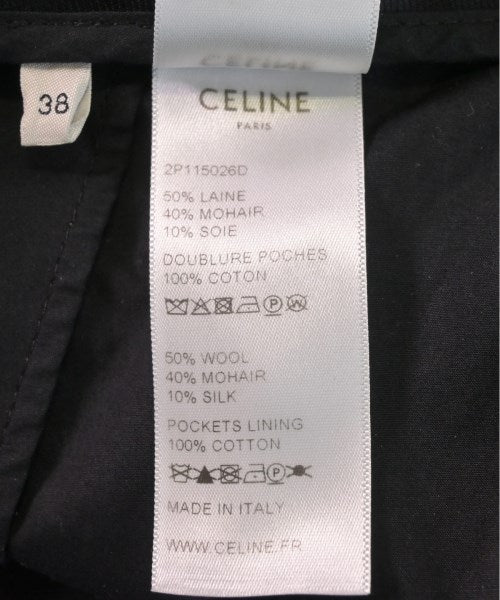 38
CELINE
CELINE
PARIS
2P115026D
50% LAINE
40% MOHAIR
10% SOIE
DOUBLURE POCHES
100% COTON
50% WOOL
40% MOHAIR
10% SILK
POCKETS LINING
100% COTTON
MADE IN ITALY
WWW.CELINE.FR